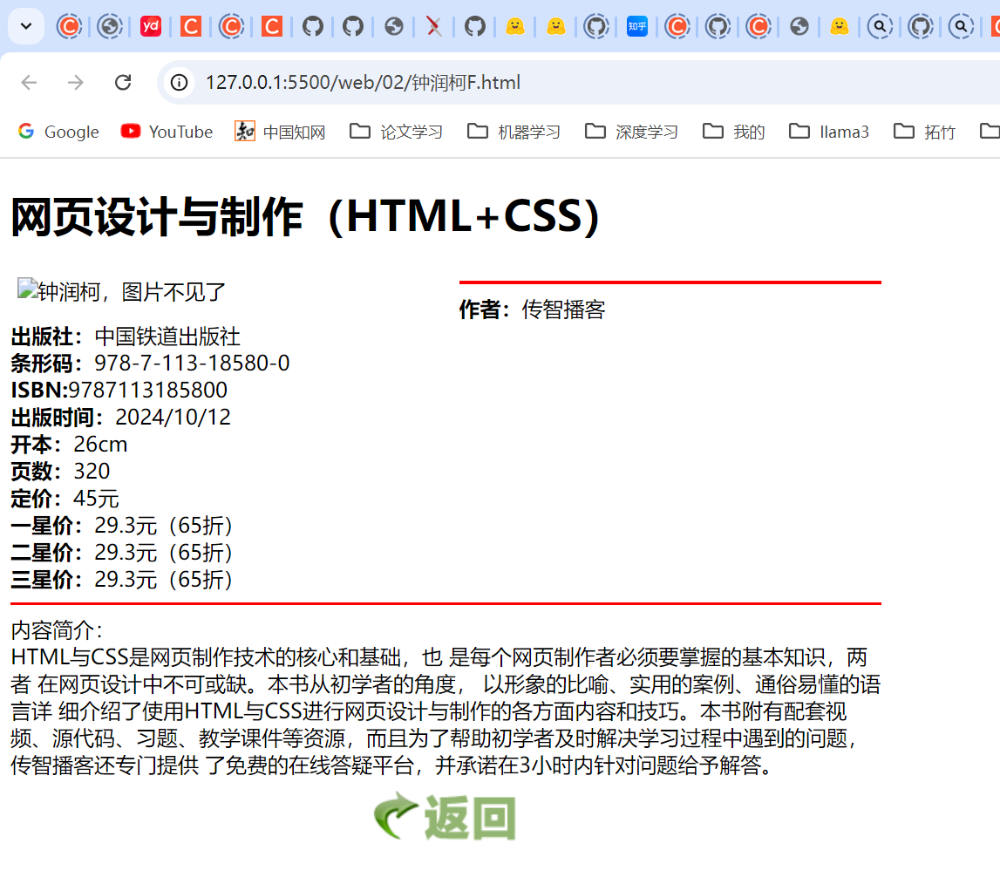 yd
知乎
127.0.0.1:5500/web/02/钟润柯F.html
Google
YouTube
知
中国知网
论文学习
机器学习
深度学习
我的
llama3
拓竹
网页设计与制作（HTML+CSS）
钟润柯，图片不见了
作者：传智播客
出版社：中国铁道出版社
条形码：978-7-113-18580-0
ISBN:9787113185800
出版时间：2024/10/12
开本：26cm
页数：320
定价：45元
一星价：29.3元（65折）
二星价：29.3元（65折）
三星价：29.3元（65折）
内容简介：
HTML与CSS是网页制作技术的核心和基础，也 是每个网页制作者必须要掌握的基本知识，两
者 在网页设计中不可或缺。本书从初学者的角度， 以形象的比喻、实用的案例、通俗易懂的语
言详 细介绍了使用HTML与CSS进行网页设计与制作的各方面内容和技巧。本书附有配套视
频、源代码、习题、教学课件等资源，而且为了帮助初学者及时解决学习过程中遇到的问题，
传智播客还专门提供 了免费的在线答疑平台，并承诺在3小时内针对问题给予解答。
返回